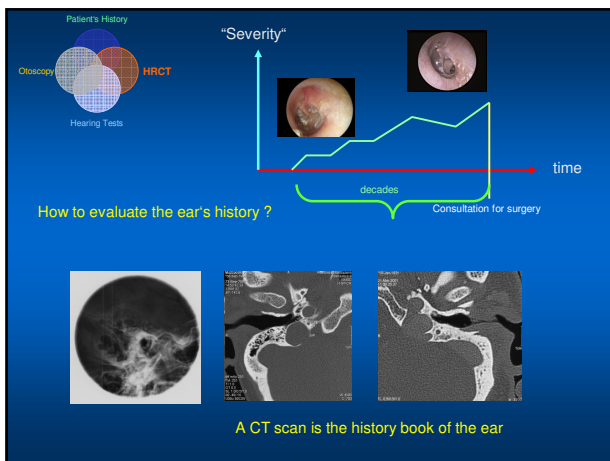 Patient's History
Otoscopy
HRCT
Hearing Tests
“Severity“
time
decades
Consultation for surgery
How to evaluate the ear‘s history ?
A CT scan is the history book of the ear